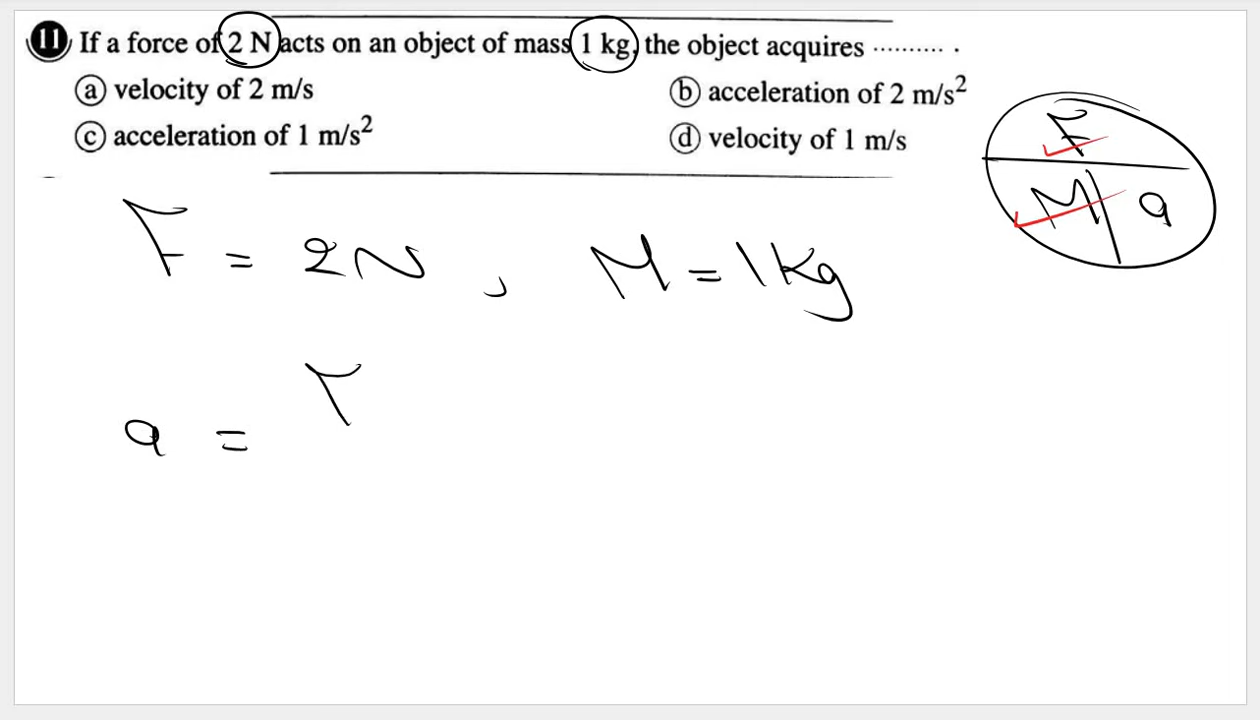 11 If a force of 2 N acts on an object of mass 1 kg, the object acquires .......... .
a velocity of 2 m/s
b acceleration of 2 m/s²
c acceleration of 1 m/s²
d velocity of 1 m/s
F
M a
F = 2N , M = 1kg
a =